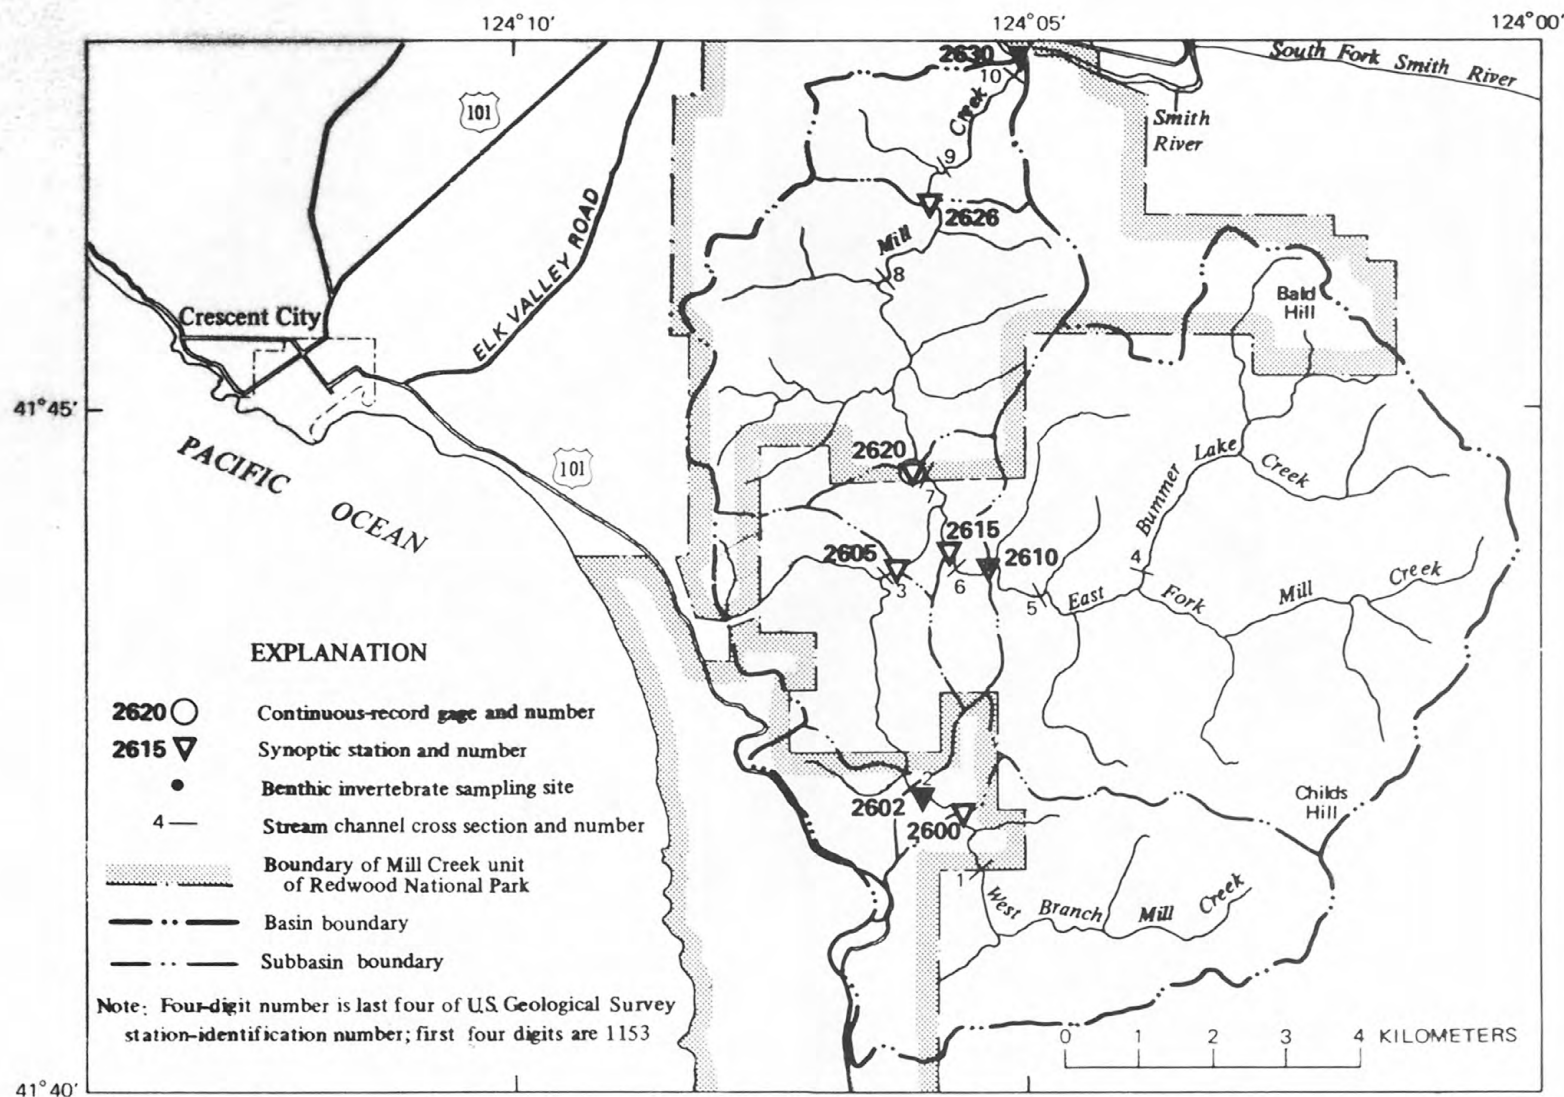 124°10′
124°05′
124°00′
2630
10
South Fork Smith River
101
Creek
Smith
River
9
2626
Mill
8
ELK VALLEY ROAD
Bald
Hill
Crescent City
41°45′
PACIFIC
OCEAN
101
2620
7
Bummer Lake Creek
2615
2605
2610
3
6
5
4
East Fork Mill Creek
EXPLANATION
2620 Continuous-record gage and number
2615 Synoptic station and number
Benthic invertebrate sampling site
4 — Stream channel cross section and number
Boundary of Mill Creek unit
of Redwood National Park
Basin boundary
Subbasin boundary
Note: Four-digit number is last four of U.S. Geological Survey
station-identification number; first four digits are 1153
2
2602
2600
Childs
Hill
1
West Branch Mill Creek
0 1 2 3 4 KILOMETERS
41°40′